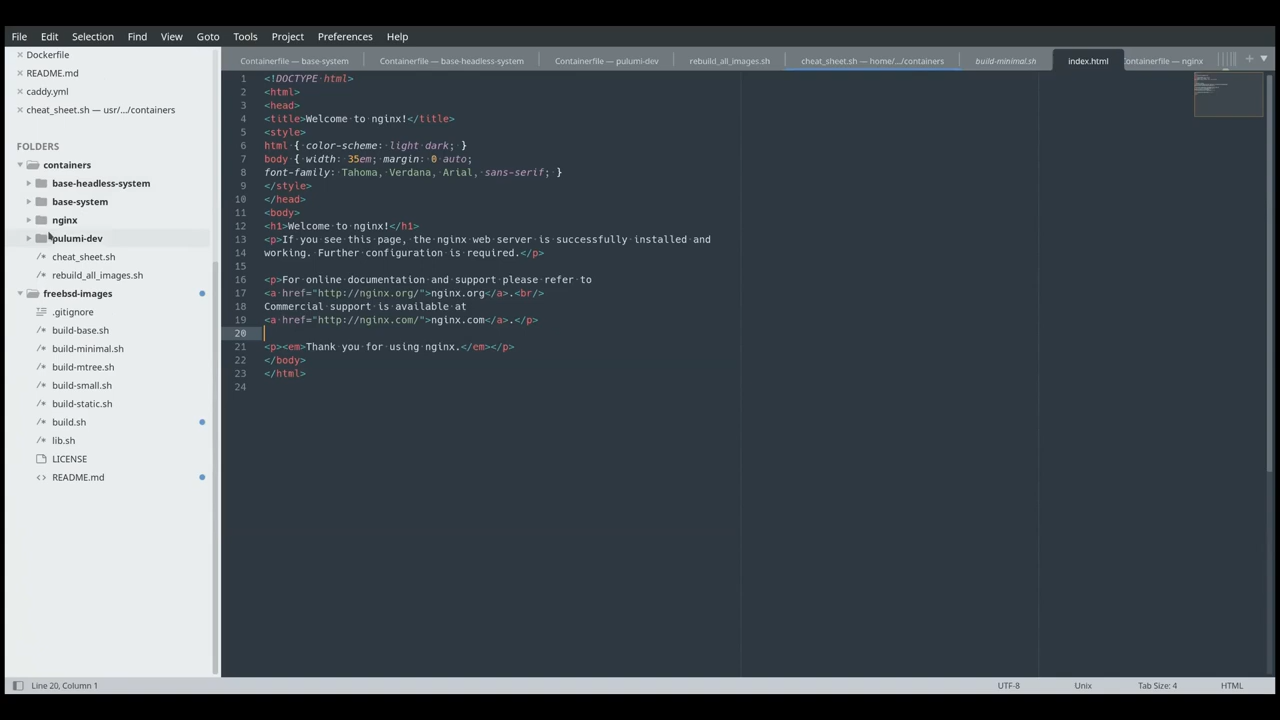 File Edit Selection Find View Goto Tools Project Preferences Help
Containerfile — base-system Containerfile — base-headless-system Containerfile — pulumi-dev rebuild_all_images.sh cheat_sheet.sh — home/.../containers build-minimal.sh index.html Containerfile — nginx
Dockerfile
README.md
caddy.yml
cheat_sheet.sh — usr/.../containers
FOLDERS
containers
base-headless-system
base-system
nginx
pulumi-dev
cheat_sheet.sh
rebuild_all_images.sh
freebsd-images
.gitignore
build-base.sh
build-minimal.sh
build-mtree.sh
build-small.sh
build-static.sh
build.sh
lib.sh
LICENSE
README.md
1 <!DOCTYPE html>
2 <html>
3 <head>
4 <title>Welcome to nginx!</title>
5 <style>
6 html { color-scheme: light dark; }
7 body { width: 35em; margin: 0 auto;
8 font-family: Tahoma, Verdana, Arial, sans-serif; }
9 </style>
10 </head>
11 <body>
12 <h1>Welcome to nginx!</h1>
13 <p>If you see this page, the nginx web server is successfully installed and
14 working. Further configuration is required.</p>
15
16 <p>For online documentation and support please refer to
17 <a href="http://nginx.org/">nginx.org</a>.<br/>
18 Commercial support is available at
19 <a href="http://nginx.com/">nginx.com</a>.</p>
20
21 <p><em>Thank you for using nginx.</em></p>
22 </body>
23 </html>
24
Line 20, Column 1 UTF-8 Unix Tab Size: 4 HTML